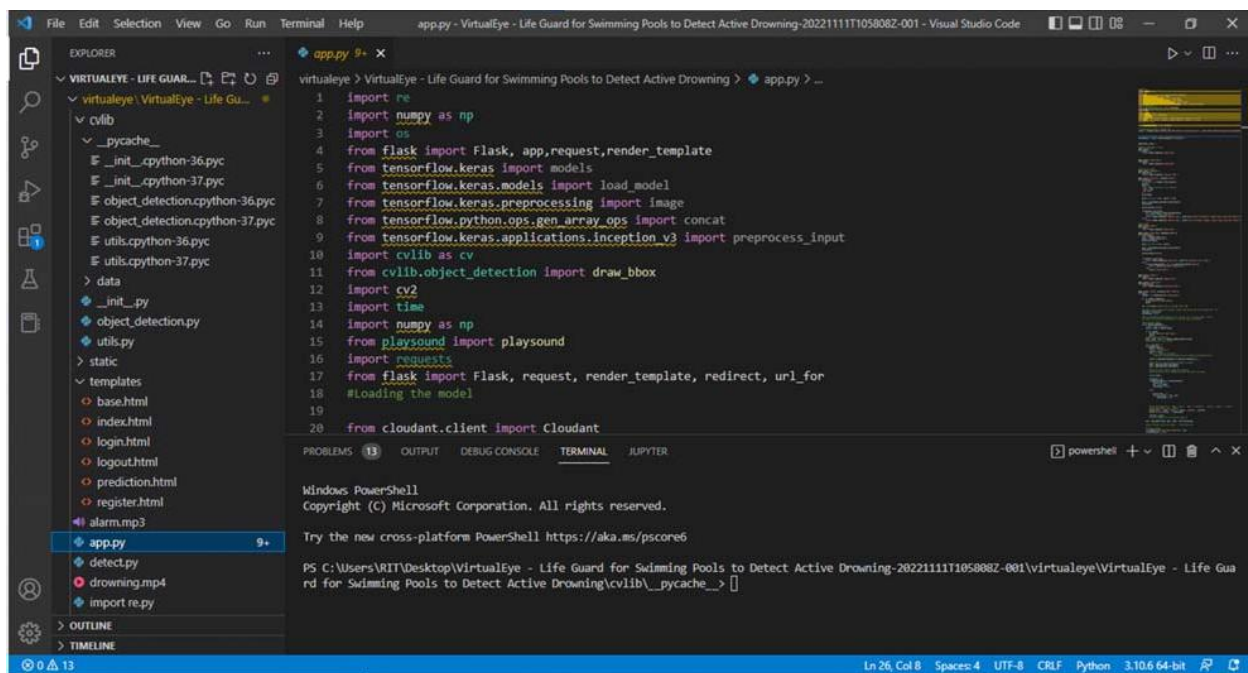 File Edit Selection View Go Run Terminal Help
app.py - VirtualEye - Life Guard for Swimming Pools to Detect Active Drowning-20221111T105808Z-001 - Visual Studio Code
EXPLORER
VIRTUALEYE - LIFE GUAR...
virtualeye \ VirtualEye - Life Gu...
cvlib
__pycache__
__init__.cpython-36.pyc
__init__.cpython-37.pyc
object_detection.cpython-36.pyc
object_detection.cpython-37.pyc
utils.cpython-36.pyc
utils.cpython-37.pyc
data
__init__.py
object_detection.py
utils.py
static
templates
base.html
index.html
login.html
logout.html
prediction.html
register.html
alarm.mp3
app.py 9+
detect.py
drowning.mp4
import re.py
OUTLINE
TIMELINE
app.py 9+
virtualeye > VirtualEye - Life Guard for Swimming Pools to Detect Active Drowning > app.py > ...
1 import re
2 import numpy as np
3 import os
4 from flask import Flask, app,request,render_template
5 from tensorflow.keras import models
6 from tensorflow.keras.models import load_model
7 from tensorflow.keras.preprocessing import image
8 from tensorflow.python.ops.gen_array_ops import concat
9 from tensorflow.keras.applications.inception_v3 import preprocess_input
10 import cvlib as cv
11 from cvlib.object_detection import draw_bbox
12 import cv2
13 import time
14 import numpy as np
15 from playsound import playsound
16 import requests
17 from flask import Flask, request, render_template, redirect, url_for
18 #Loading the model
19
20 from cloudant.client import Cloudant
PROBLEMS 13 OUTPUT DEBUG CONSOLE TERMINAL JUPYTER
powershell
Windows PowerShell
Copyright (C) Microsoft Corporation. All rights reserved.
Try the new cross-platform PowerShell https://aka.ms/pscore6
PS C:\Users\RIT\Desktop\VirtualEye - Life Guard for Swimming Pools to Detect Active Drowning-20221111T105808Z-001\virtualeye\VirtualEye - Life Gua
rd for Swimming Pools to Detect Active Drowning\cvlib\__pycache__>
1
0 13
Ln 26, Col 8 Spaces: 4 UTF-8 CRLF Python 3.10.6 64-bit